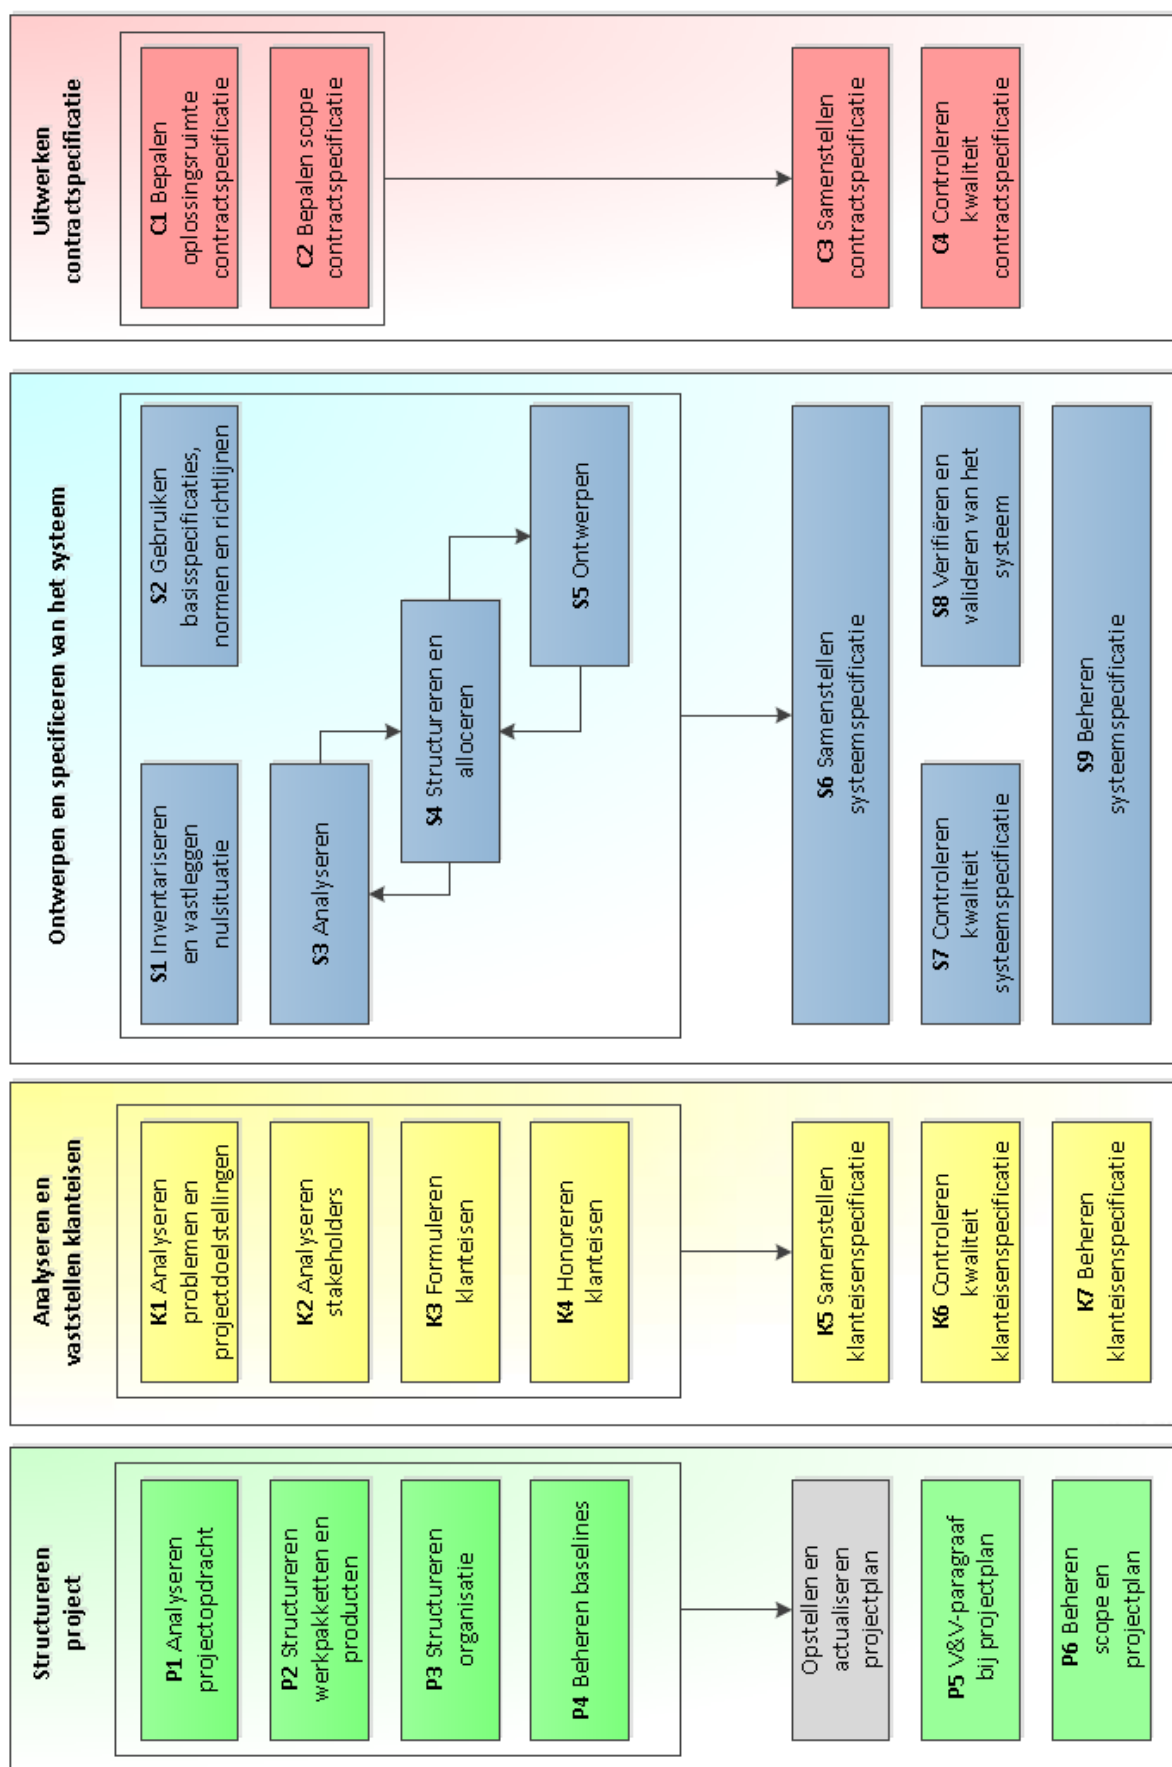 Structureren
project
P1 Analyseren
projectopdracht
P2 Structureren
werkpakketten en
producten
P3 Structureren
organisatie
P4 Beheren baselines
Opstellen en
actualiseren
projectplan
P5 V&V-paragraaf
bij projectplan
P6 Beheren
scope en
projectplan
Analyseren en
vaststellen klanteisen
K1 Analyseren
problemen en
projectdoelstellingen
K2 Analyseren
stakeholders
K3 Formuleren
klanteisen
K4 Honoreren
klanteisen
K5 Samenstellen
klanteisenspecificatie
K6 Controleren
kwaliteit
klanteisenspecificatie
K7 Beheren
klanteisenspecificatie
Ontwerpen en specificeren van het systeem
S1 Inventariseren
en vastleggen
nulsituatie
S2 Gebruiken
basisspecificaties,
normen en richtlijnen
S3 Analyseren
S4 Structureren en
alloceren
S5 Ontwerpen
S6 Samenstellen
systeemspecificatie
S7 Controleren
kwaliteit
systeemspecificatie
S8 Verifiëren en
valideren van het
systeem
S9 Beheren
systeemspecificatie
Uitwerken
contractspecificatie
C1 Bepalen
oplossingsruimte
contractspecificatie
C2 Bepalen scope
contractspecificatie
C3 Samenstellen
contractspecificatie
C4 Controleren
kwaliteit
contractspecificatie